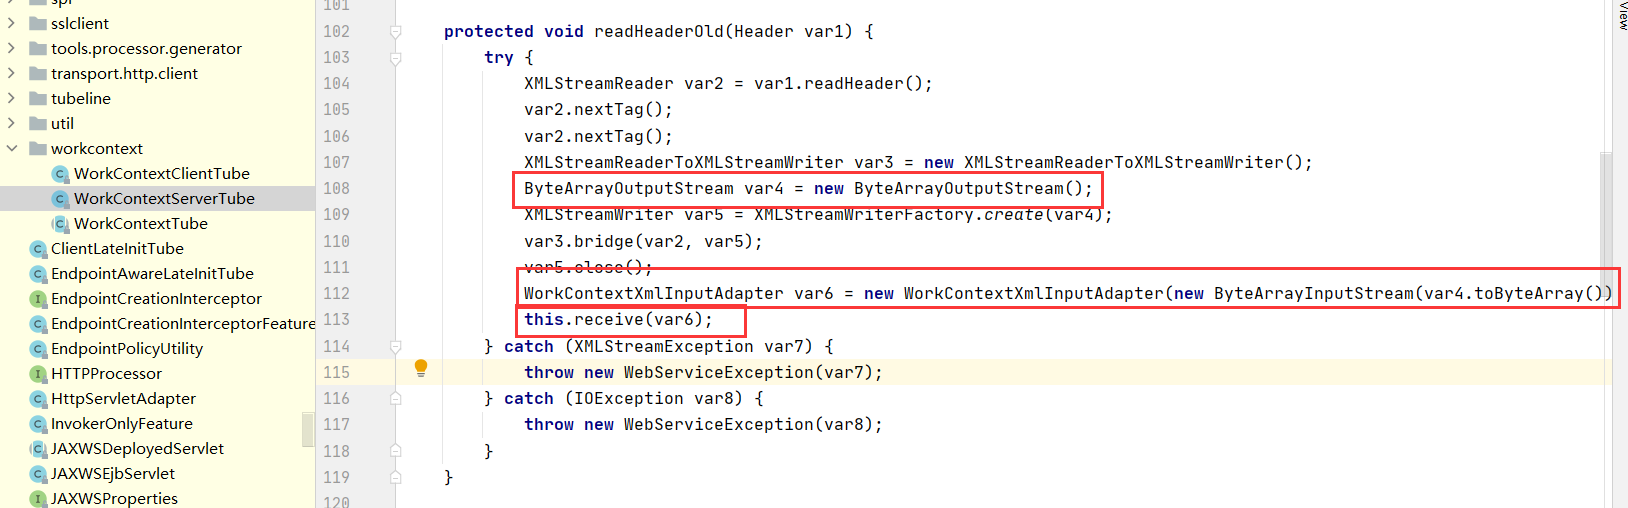 spi
sslclient
tools.processor.generator
transport.http.client
tubeline
util
workcontext
WorkContextClientTube
WorkContextServerTube
WorkContextTube
ClientLateInitTube
EndpointAwareLateInitTube
EndpointCreationInterceptor
EndpointCreationInterceptorFeature
EndpointPolicyUtility
HTTPProcessor
HttpServletAdapter
InvokerOnlyFeature
JAXWSDeployedServlet
JAXWSEjbServlet
JAXWSProperties
101
102 protected void readHeaderOld(Header var1) {
103 try {
104 XMLStreamReader var2 = var1.readHeader();
105 var2.nextTag();
106 var2.nextTag();
107 XMLStreamReaderToXMLStreamWriter var3 = new XMLStreamReaderToXMLStreamWriter();
108 ByteArrayOutputStream var4 = new ByteArrayOutputStream();
109 XMLStreamWriter var5 = XMLStreamWriterFactory.create(var4);
110 var3.bridge(var2, var5);
111 var5.close();
112 WorkContextXmlInputAdapter var6 = new WorkContextXmlInputAdapter(new ByteArrayInputStream(var4.toByteArray())
113 this.receive(var6);
114 } catch (XMLStreamException var7) {
115 throw new WebServiceException(var7);
116 } catch (IOException var8) {
117 throw new WebServiceException(var8);
118 }
119 }
120
View